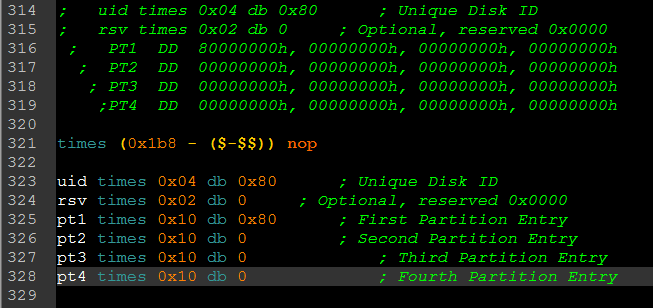 314 ;   uid times 0x04 db 0x80       ; Unique Disk ID
315 ;   rsv times 0x02 db 0     ; Optional, reserved 0x0000
316  ;   PT1  DD  80000000h, 00000000h, 00000000h, 00000000h
317   ;  PT2  DD  00000000h, 00000000h, 00000000h, 00000000h
318    ; PT3  DD  00000000h, 00000000h, 00000000h, 00000000h
319     ;PT4  DD  00000000h, 00000000h, 00000000h, 00000000h
320
321 times (0x1b8 - ($-$$)) nop
322
323 uid times 0x04 db 0x80      ; Unique Disk ID
324 rsv times 0x02 db 0     ; Optional, reserved 0x0000
325 pt1 times 0x10 db 0x80      ; First Partition Entry
326 pt2 times 0x10 db 0         ; Second Partition Entry
327 pt3 times 0x10 db 0             ; Third Partition Entry
328 pt4 times 0x10 db 0             ; Fourth Partition Entry
329